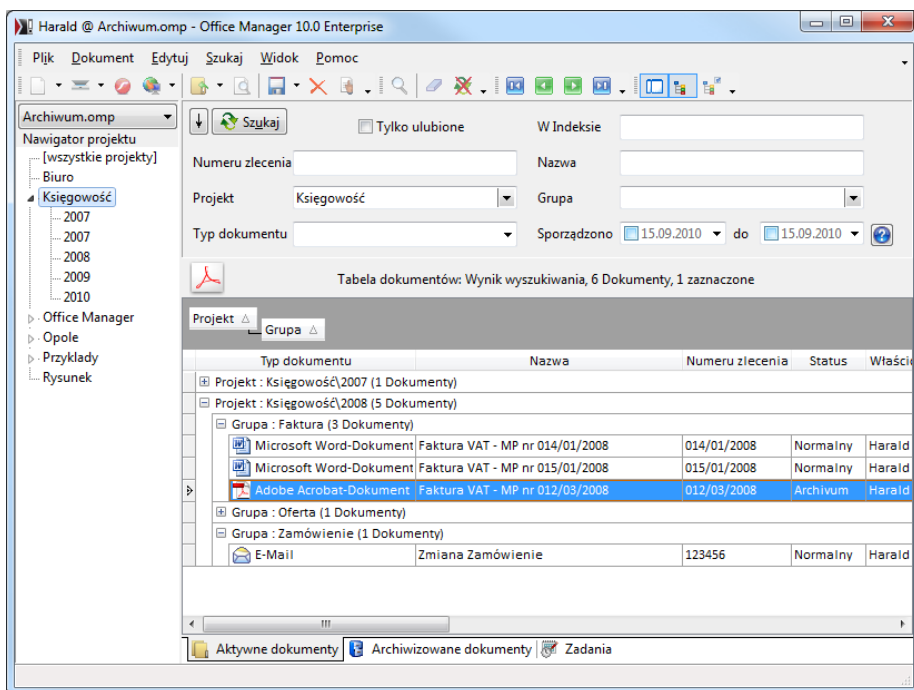 Harald @ Archiwum.omp - Office Manager 10.0 Enterprise
Plik Dokument Edytuj Szukaj Widok Pomoc
Archiwum.omp
Nawigator projektu
[wszystkie projekty]
Biuro
Księgowość
2007
2007
2008
2009
2010
Office Manager
Opole
Przyklady
Rysunek
Szukaj Tylko ulubione W Indeksie
Numeru zlecenia Nazwa
Projekt Księgowość Grupa
Typ dokumentu Sporządzono 15.09.2010 do 15.09.2010
Tabela dokumentów: Wynik wyszukiwania, 6 Dokumenty, 1 zaznaczone
Projekt
Grupa
Typ dokumentu Nazwa Numeru zlecenia Status Właści
Projekt : Księgowość\2007 (1 Dokumenty)
Projekt : Księgowość\2008 (5 Dokumenty)
Grupa : Faktura (3 Dokumenty)
Microsoft Word-Dokument Faktura VAT - MP nr 014/01/2008 014/01/2008 Normalny Harald
Microsoft Word-Dokument Faktura VAT - MP nr 015/01/2008 015/01/2008 Normalny Harald
Adobe Acrobat-Dokument Faktura VAT - MP nr 012/03/2008 012/03/2008 Archivum Harald
Grupa : Oferta (1 Dokumenty)
Grupa : Zamówienie (1 Dokumenty)
E-Mail Zmiana Zamówienie 123456 Normalny Harald
Aktywne dokumenty Archiwizowane dokumenty Zadania